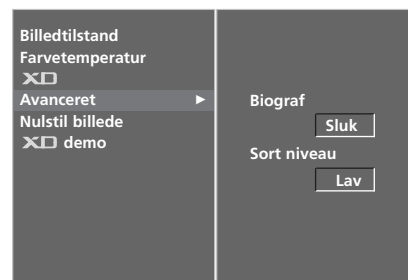 Billedtilstand
Farvetemperatur
XD
Avanceret ►
Nulstil billede
XD demo
Biograf
Sluk
Sort niveau
Lav